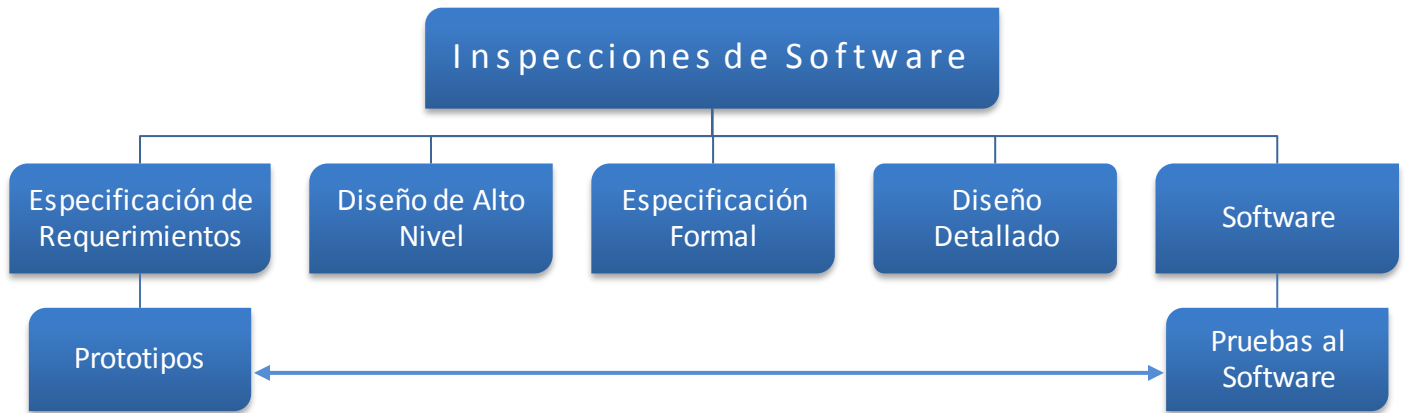 Inspecciones de Software
Especificación de
Requerimientos
Diseño de Alto
Nivel
Especificación
Formal
Diseño
Detallado
Software
Prototipos
Pruebas al
Software